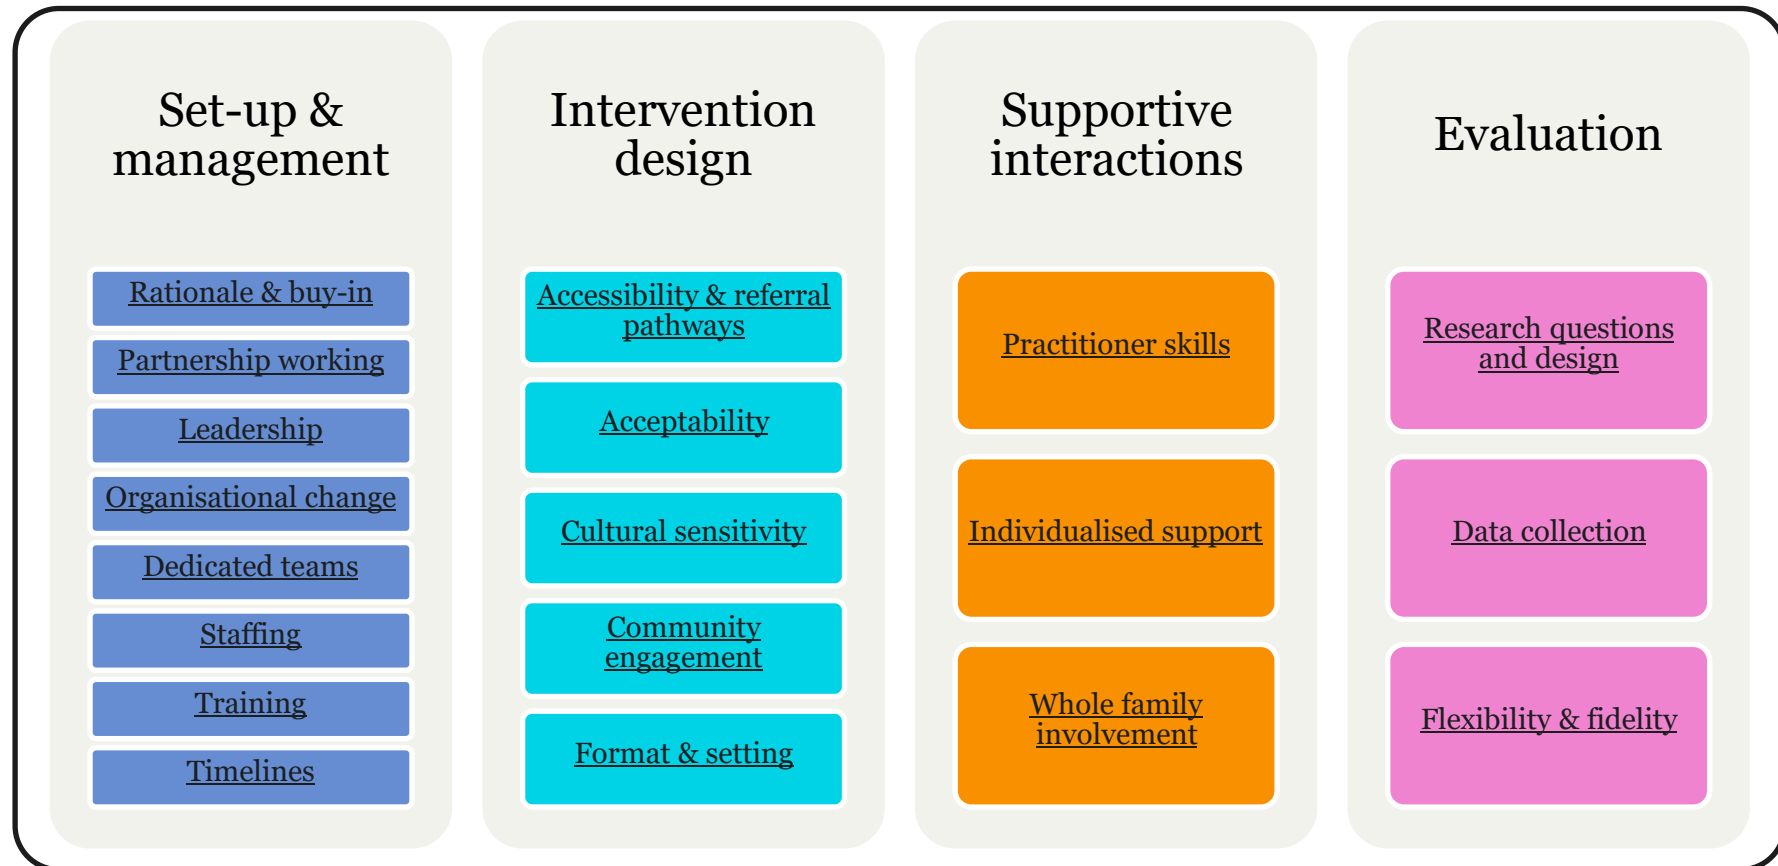 Set-up &
management
Rationale & buy-in
Partnership working
Leadership
Organisational change
Dedicated teams
Staffing
Training
Timelines
Intervention
design
Accessibility & referral
pathways
Acceptability
Cultural sensitivity
Community
engagement
Format & setting
Supportive
interactions
Practitioner skills
Individualised support
Whole family
involvement
Evaluation
Research questions
and design
Data collection
Flexibility & fidelity